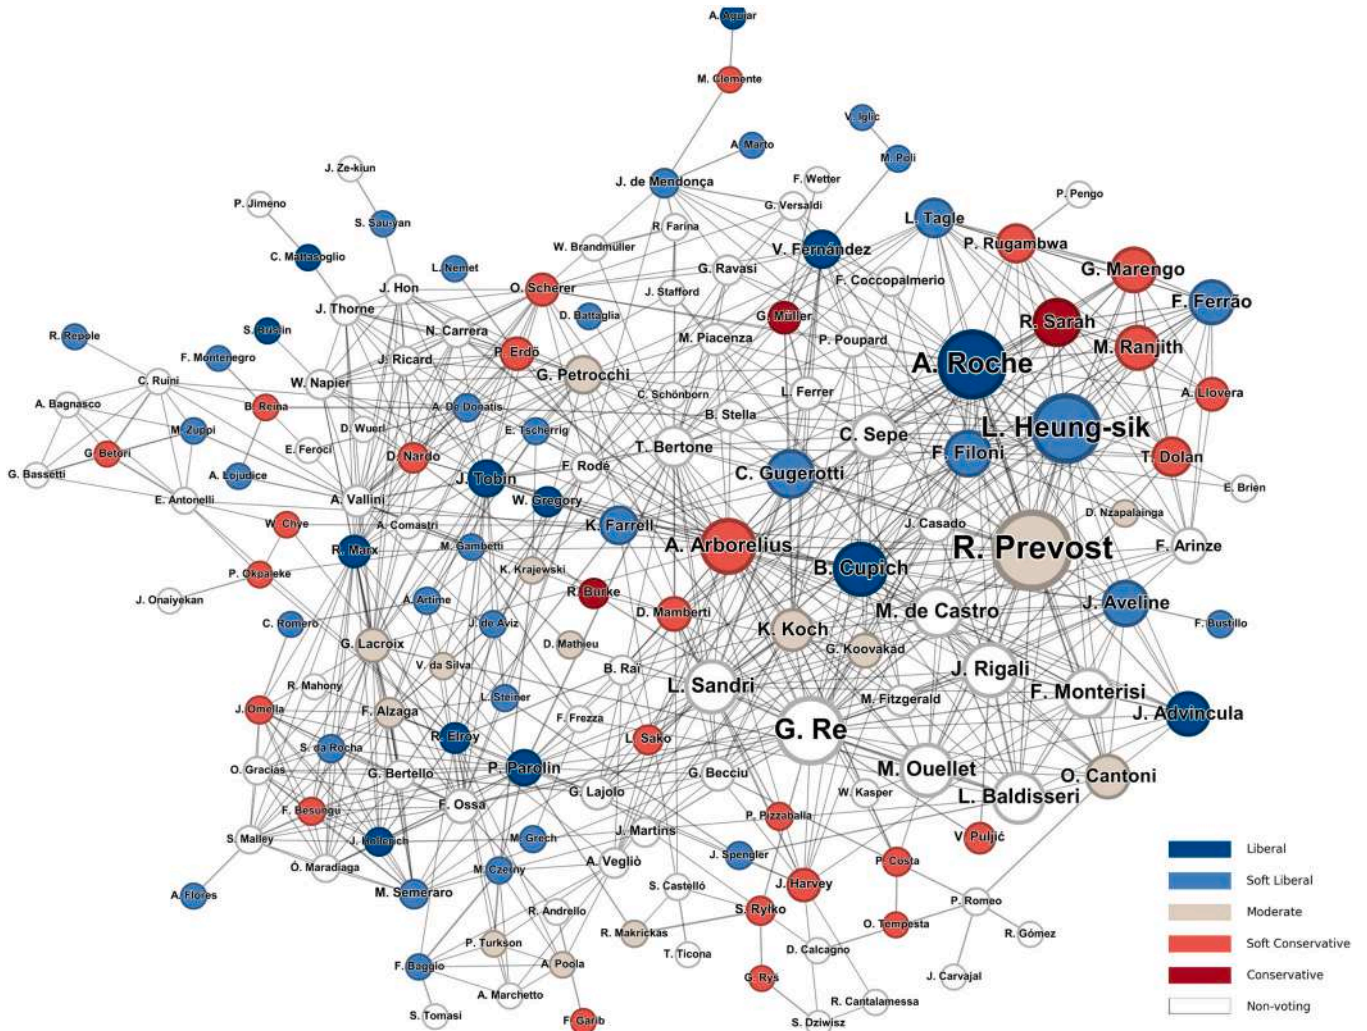 A. Aguiar
M. Clemente
V. Iglic
A. Marto
M. Poli
J. Ze-kiun
J. de Mendonça
F. Wetter
P. Pengo
P. Jimeno
G. Versaldi
S. Sau-yan
R. Farina
L. Tagle
P. Rugambwa
W. Brandmüller
V. Fernández
C. Mattasoglio
L. Nemet
G. Ravasi
G. Marengo
F. Coccopalmerio
J. Hon
O. Scherer
J. Stafford
F. Ferrão
J. Thorne
D. Battaglia
G. Müller
R. Sarah
S. Brislin
N. Carrera
R. Repole
M. Piacenza
P. Poupard
M. Ranjith
F. Montenegro
J. Ricard
P. Erdö
A. Roche
G. Petrocchi
C. Ruini
W. Napier
C. Schönborn
L. Ferrer
A. Llovera
A. Bagnasco
B. Reina
A. De Donatis
B. Stella
M. Zuppi
D. Wuerl
E. Tscherrig
L. Heung-sik
C. Sepe
E. Feroci
T. Bertone
G. Betori
D. Nardo
F. Filoni
T. Dolan
F. Rodé
G. Bassetti
A. Lojudice
J. Tobin
C. Gugerotti
E. Brien
E. Antonelli
A. Vallini
W. Gregory
D. Nzapalainga
W. Chye
A. Comastri
K. Farrell
J. Casado
R. Marx
M. Gambetti
A. Arborelius
R. Prevost
F. Arinze
P. Okpaleke
K. Krajewski
B. Cupich
J. Onaiyekan
R. Burke
A. Artime
J. Aveline
D. Mamberti
M. de Castro
C. Romero
J. de Aviz
F. Bustillo
K. Koch
G. Lacroix
D. Mathieu
G. Koovakad
V. da Silva
B. Raï
J. Rigali
R. Mahony
L. Sandri
L. Steiner
M. Fitzgerald
F. Monterisi
J. Omella
F. Alzaga
F. Frezza
J. Advincula
G. Re
R. Elroy
L. Sako
S. da Rocha
O. Gracias
G. Bertello
P. Parolin
G. Becciu
M. Ouellet
O. Cantoni
G. Lajolo
W. Kasper
L. Baldisseri
F. Ossa
F. Besungu
P. Pizzaballa
J. Martins
S. Malley
J. Hollerich
M. Grech
V. Puljić
Liberal
J. Spengler
P. Costa
Ó. Maradiaga
M. Czerny
A. Vegliò
Soft Liberal
A. Flores
M. Semeraro
S. Castelló
J. Harvey
P. Romeo
Moderate
R. Andrello
S. Ryłko
O. Tempesta
R. Makrickas
R. Gómez
Soft Conservative
P. Turkson
T. Ticona
D. Calcagno
F. Baggio
A. Poola
G. Ryś
J. Carvajal
Conservative
A. Marchetto
R. Cantalamessa
Non-voting
S. Tomasi
F. Garib
S. Dziwisz